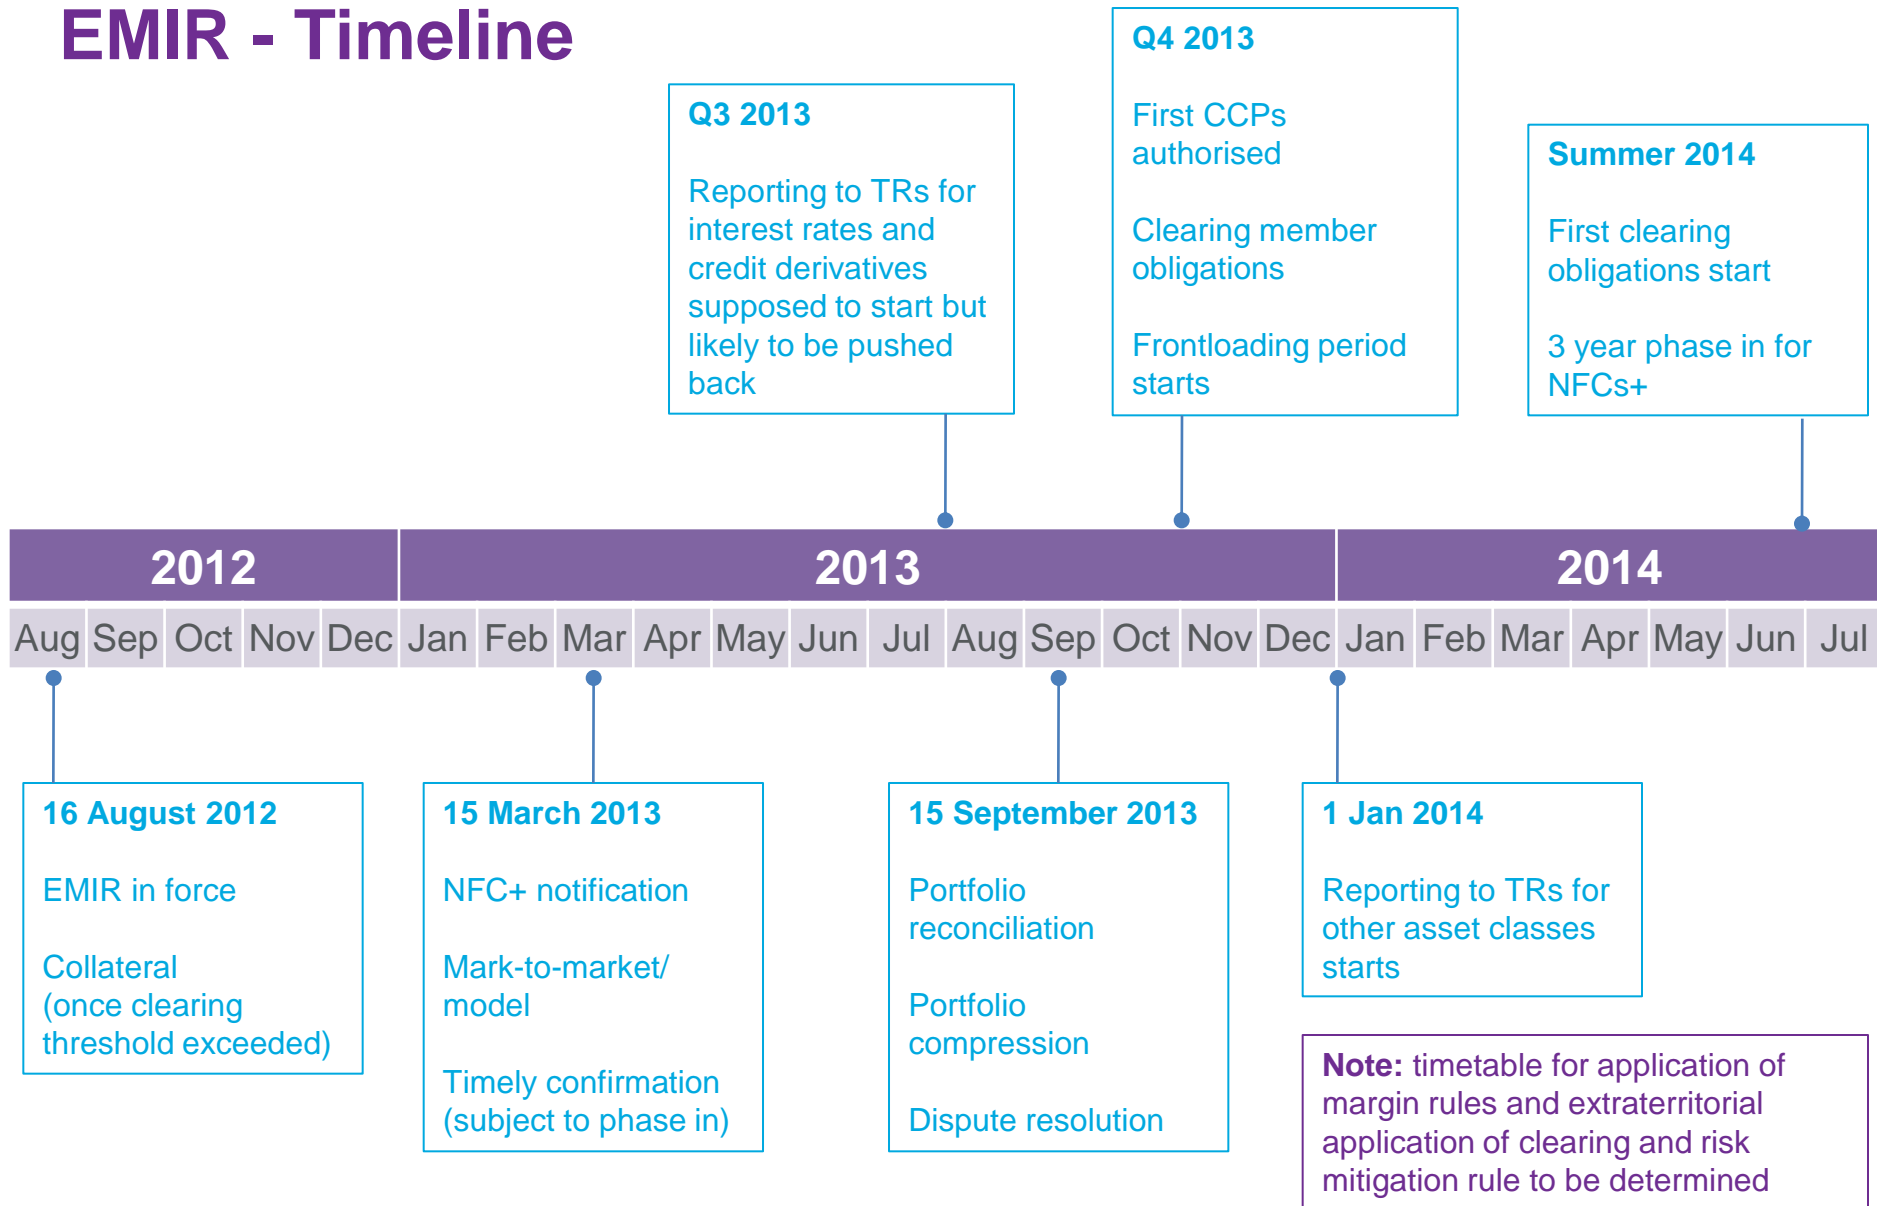 EMIR - Timeline
Q3 2013
Reporting to TRs for
interest rates and
credit derivatives
supposed to start but
likely to be pushed
back
Q4 2013
First CCPs
authorised
Clearing member
obligations
Frontloading period
starts
Summer 2014
First clearing
obligations start
3 year phase in for
NFCs+
2012 2013 2014
Aug Sep Oct Nov Dec Jan Feb Mar Apr May Jun Jul Aug Sep Oct Nov Dec Jan Feb Mar Apr May Jun Jul
16 August 2012
EMIR in force
Collateral
(once clearing
threshold exceeded)
15 March 2013
NFC+ notification
Mark-to-market/
model
Timely confirmation
(subject to phase in)
15 September 2013
Portfolio
reconciliation
Portfolio
compression
Dispute resolution
1 Jan 2014
Reporting to TRs for
other asset classes
starts
Note: timetable for application of
margin rules and extraterritorial
application of clearing and risk
mitigation rule to be determined